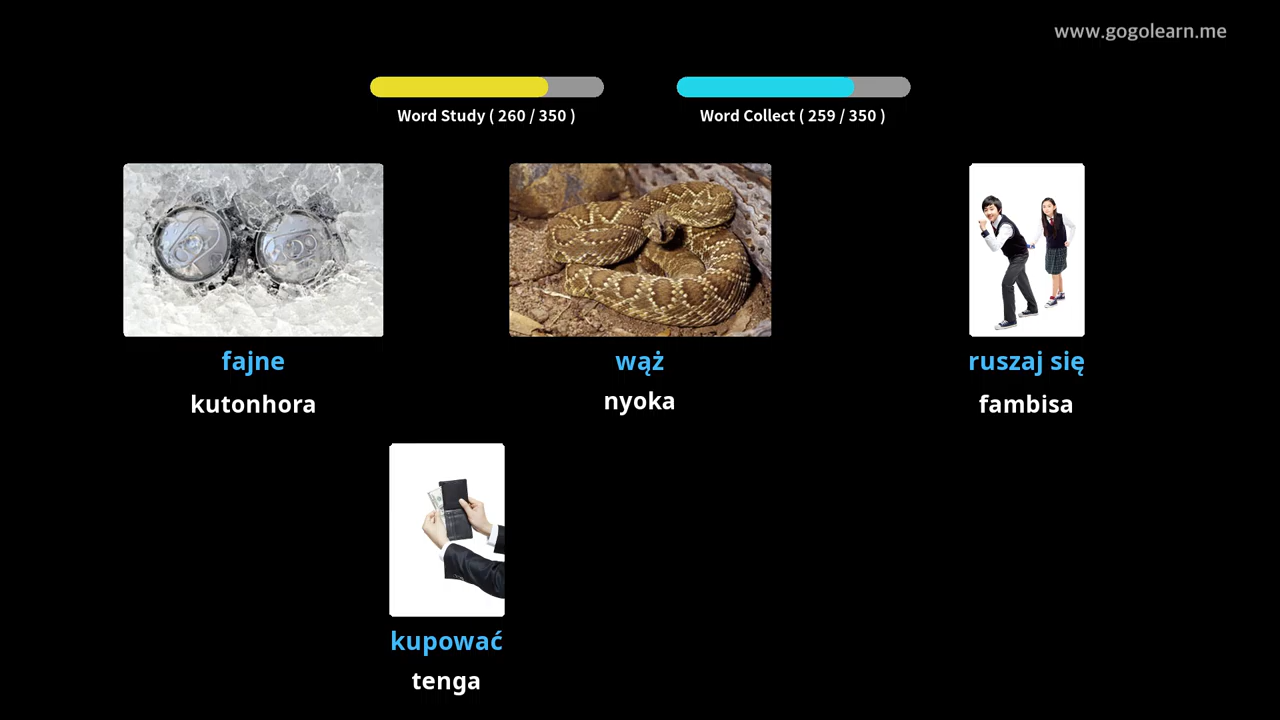 www.gogolearn.me
Word Study ( 260 / 350 )
Word Collect ( 259 / 350 )
fajne
kutonhora
wąż
nyoka
ruszaj się
fambisa
kupować
tenga